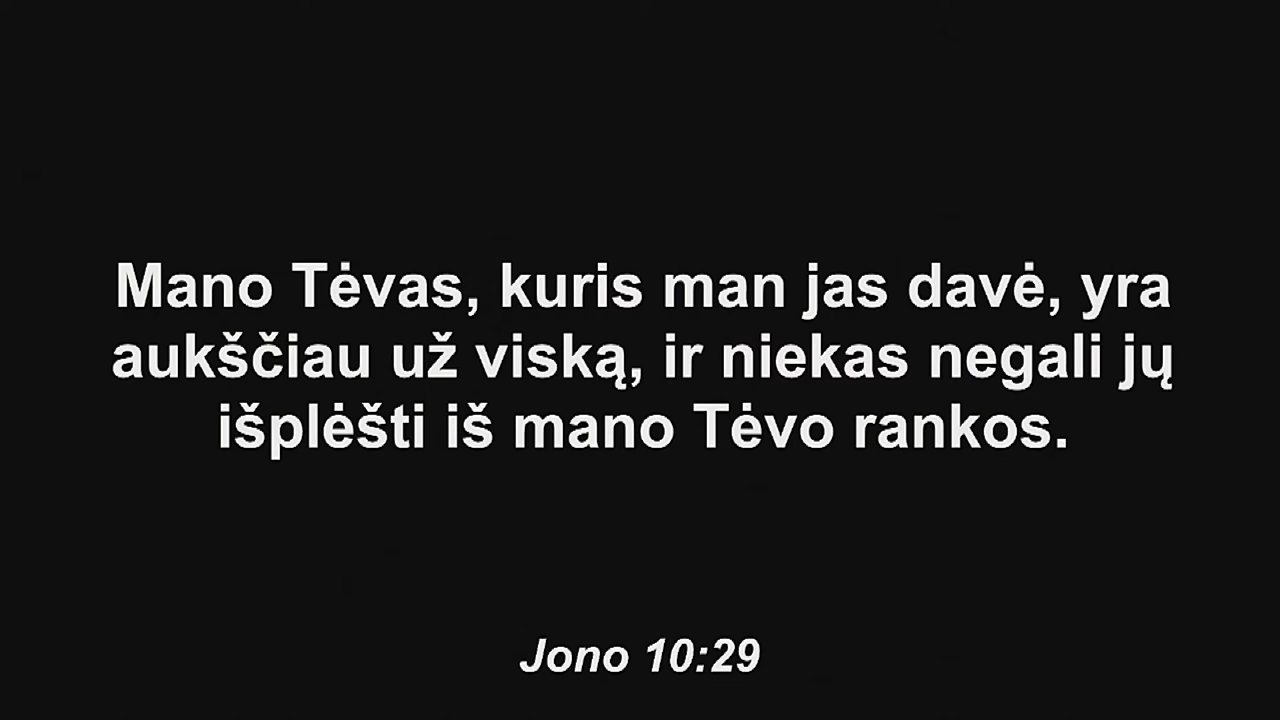 Mano Tėvas, kuris man jas davė, yra
aukščiau už viską, ir niekas negali jų
išplėšti iš mano Tėvo rankos.
Jono 10:29